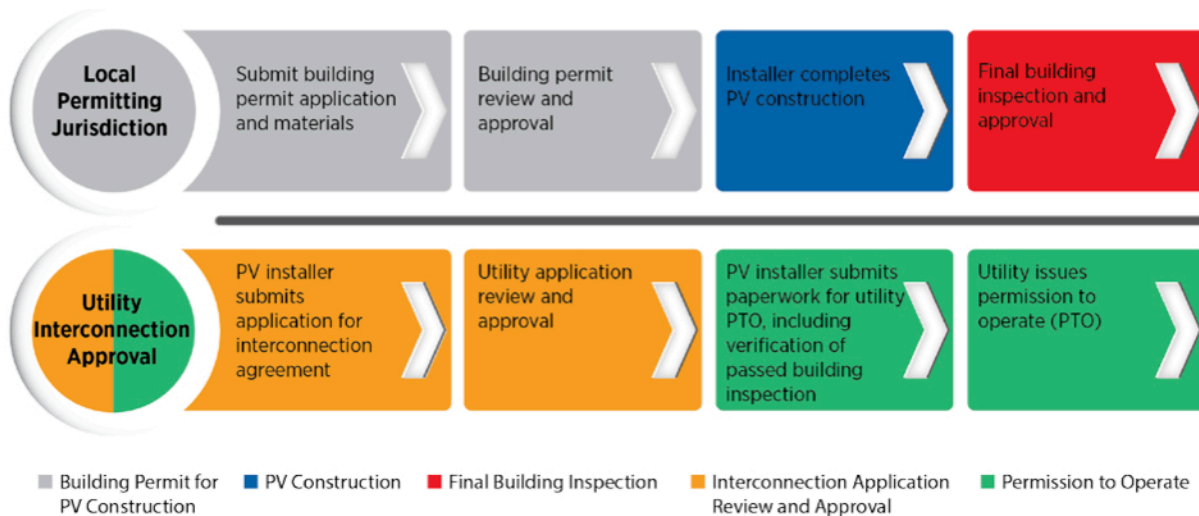 Local
Permitting
Jurisdiction
Submit building
permit application
and materials
Building permit
review and
approval
Installer completes
PV construction
Final building
inspection and
approval
Utility
Interconnection
Approval
PV installer
submits
application for
interconnection
agreement
Utility application
review and
approval
PV installer submits
paperwork for utility
PTO, including
verification of
passed building
inspection
Utility issues
permission to
operate (PTO)
Building Permit for
PV Construction
PV Construction
Final Building Inspection
Interconnection Application
Review and Approval
Permission to Operate